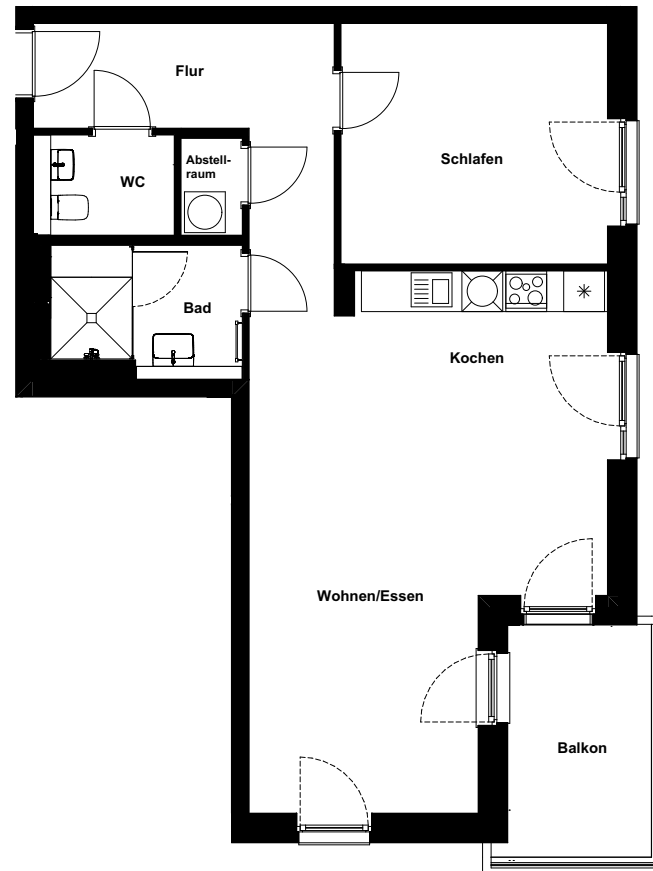 Flur
Schlafen
WC
Abstell-
raum
Bad
Kochen
Wohnen/Essen
Balkon